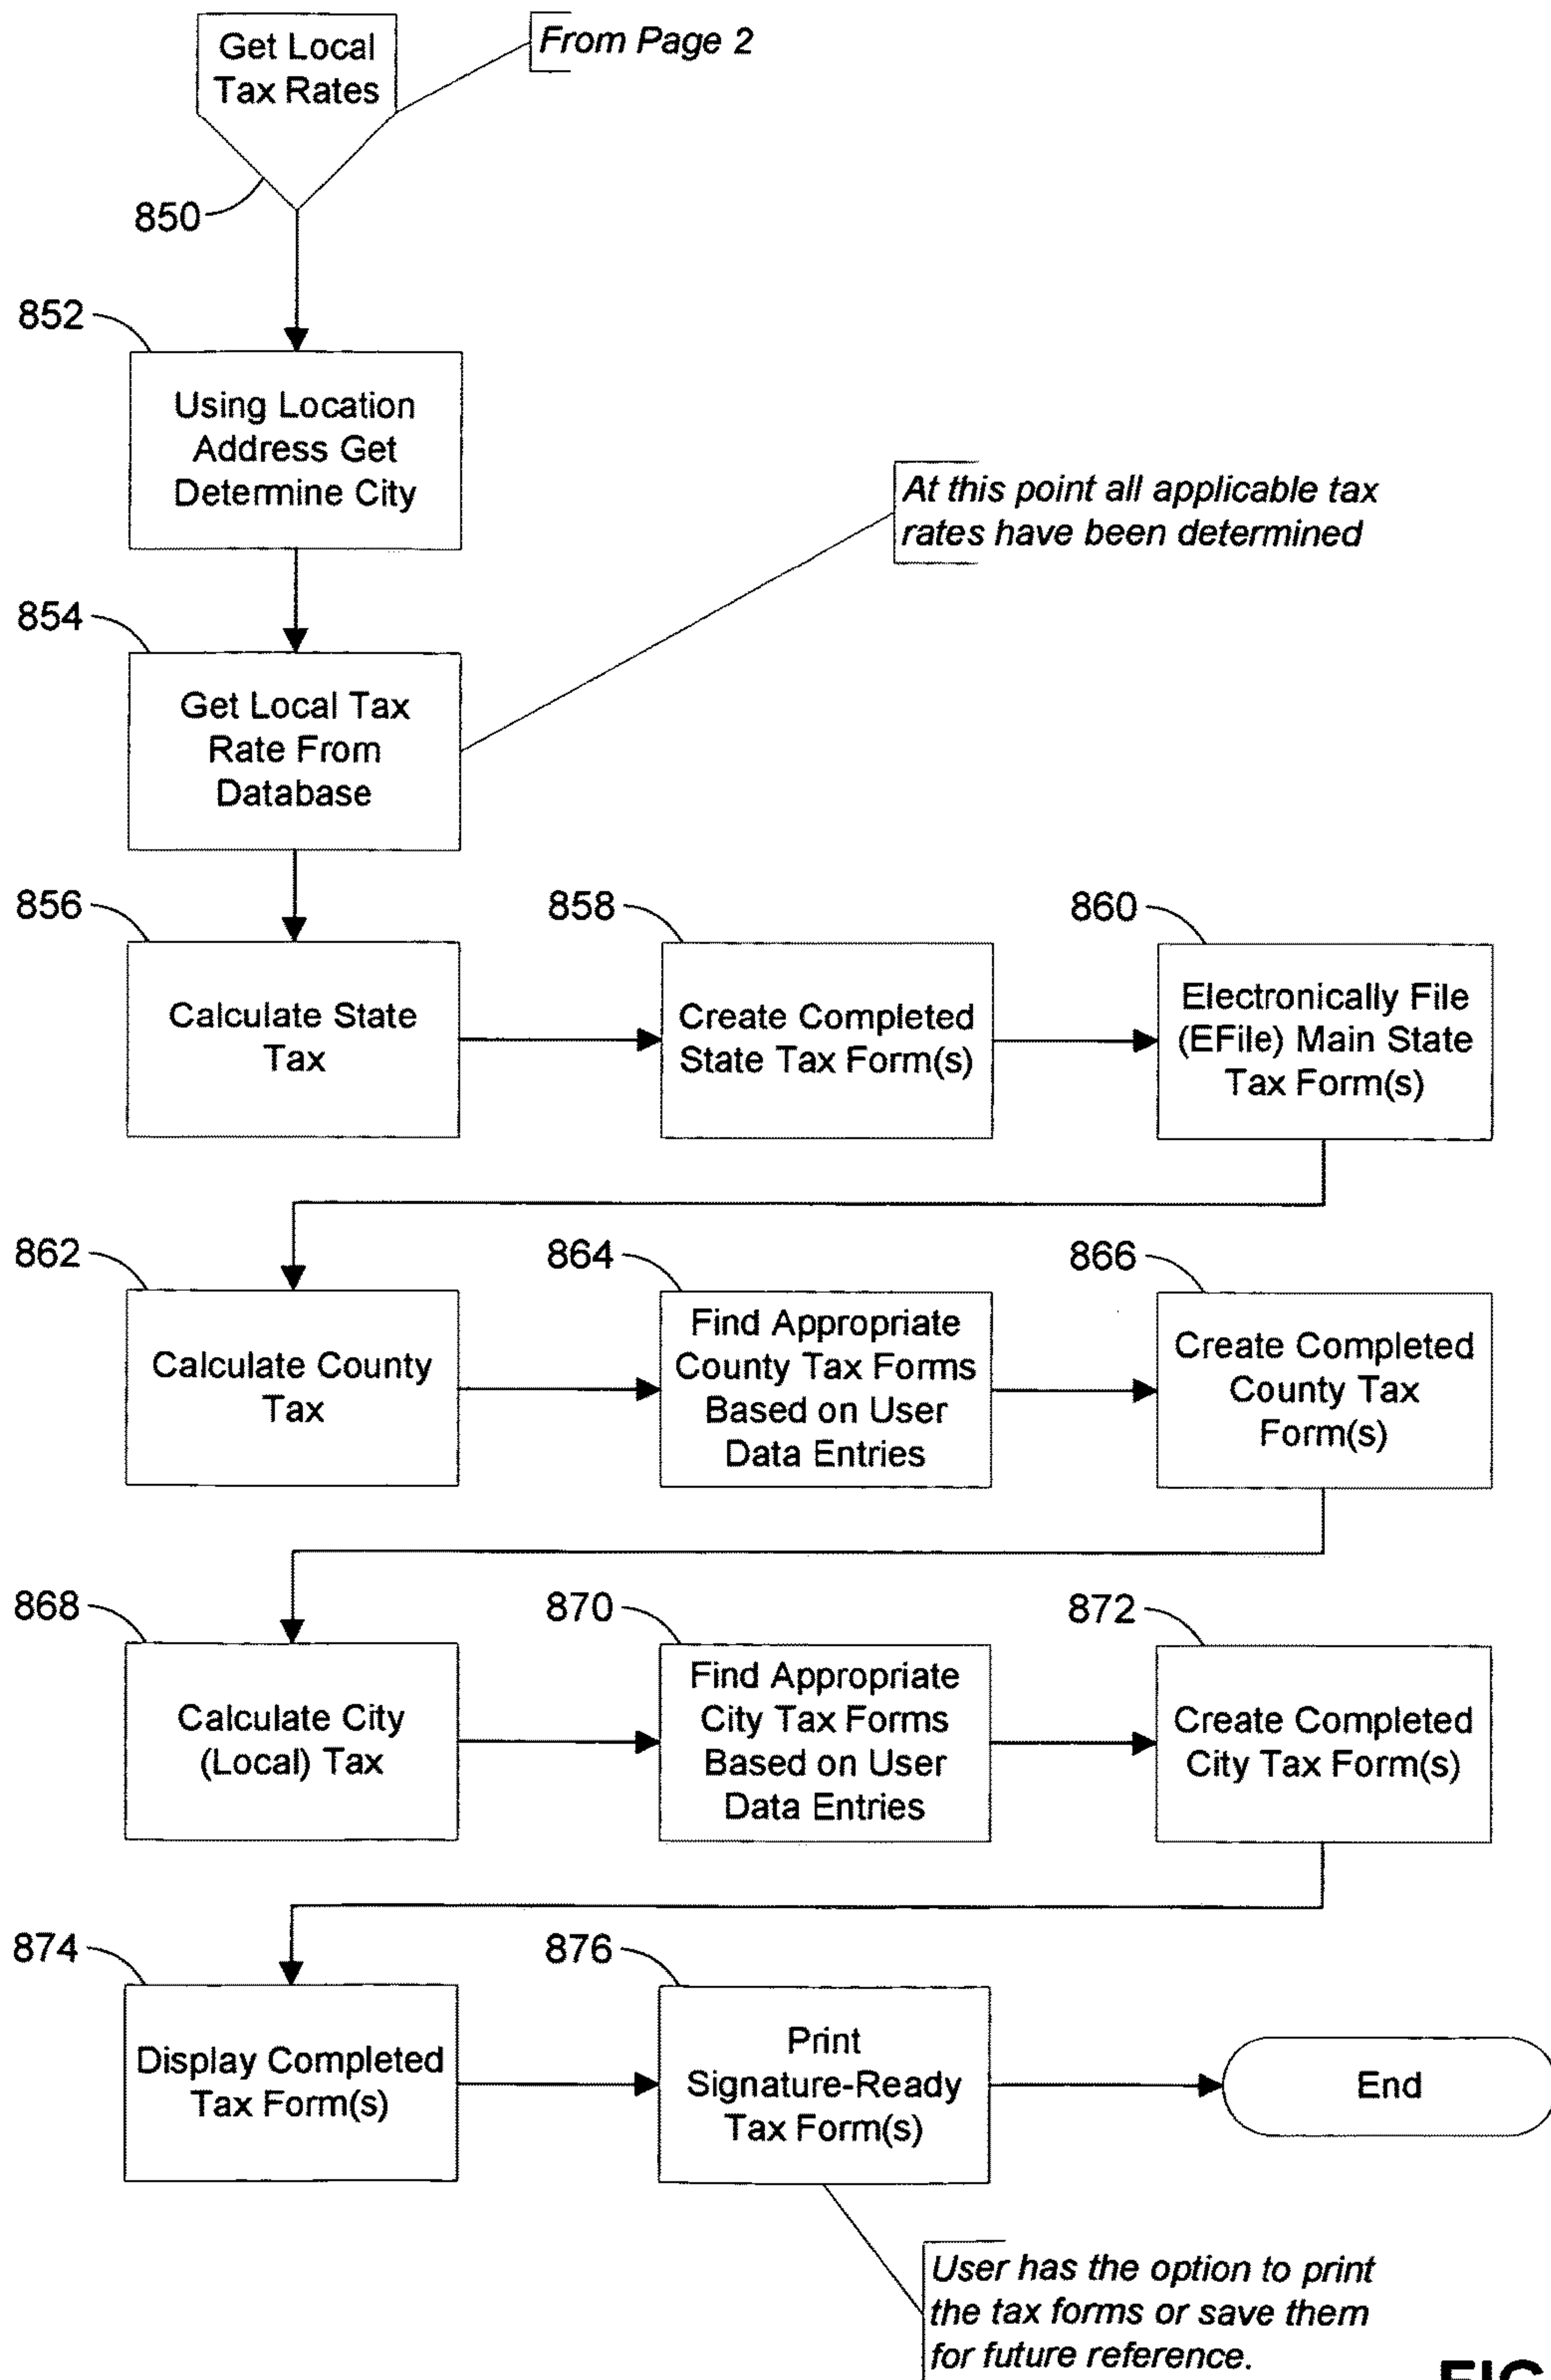 Get Local
Tax Rates
From Page 2
850
852
Using Location
Address Get
Determine City
At this point all applicable tax
rates have been determined
854
Get Local Tax
Rate From
Database
856
Calculate State
Tax
858
Create Completed
State Tax Form(s)
860
Electronically File
(EFile) Main State
Tax Form(s)
862
Calculate County
Tax
864
Find Appropriate
County Tax Forms
Based on User
Data Entries
866
Create Completed
County Tax
Form(s)
868
Calculate City
(Local) Tax
870
Find Appropriate
City Tax Forms
Based on User
Data Entries
872
Create Completed
City Tax Form(s)
874
Display Completed
Tax Form(s)
876
Print
Signature-Ready
Tax Form(s)
End
User has the option to print
the tax forms or save them
for future reference.